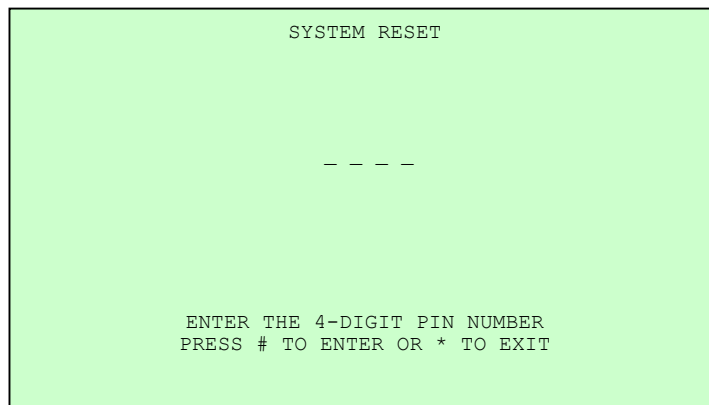 SYSTEM RESET
_ _ _ _
ENTER THE 4-DIGIT PIN NUMBER
PRESS # TO ENTER OR * TO EXIT